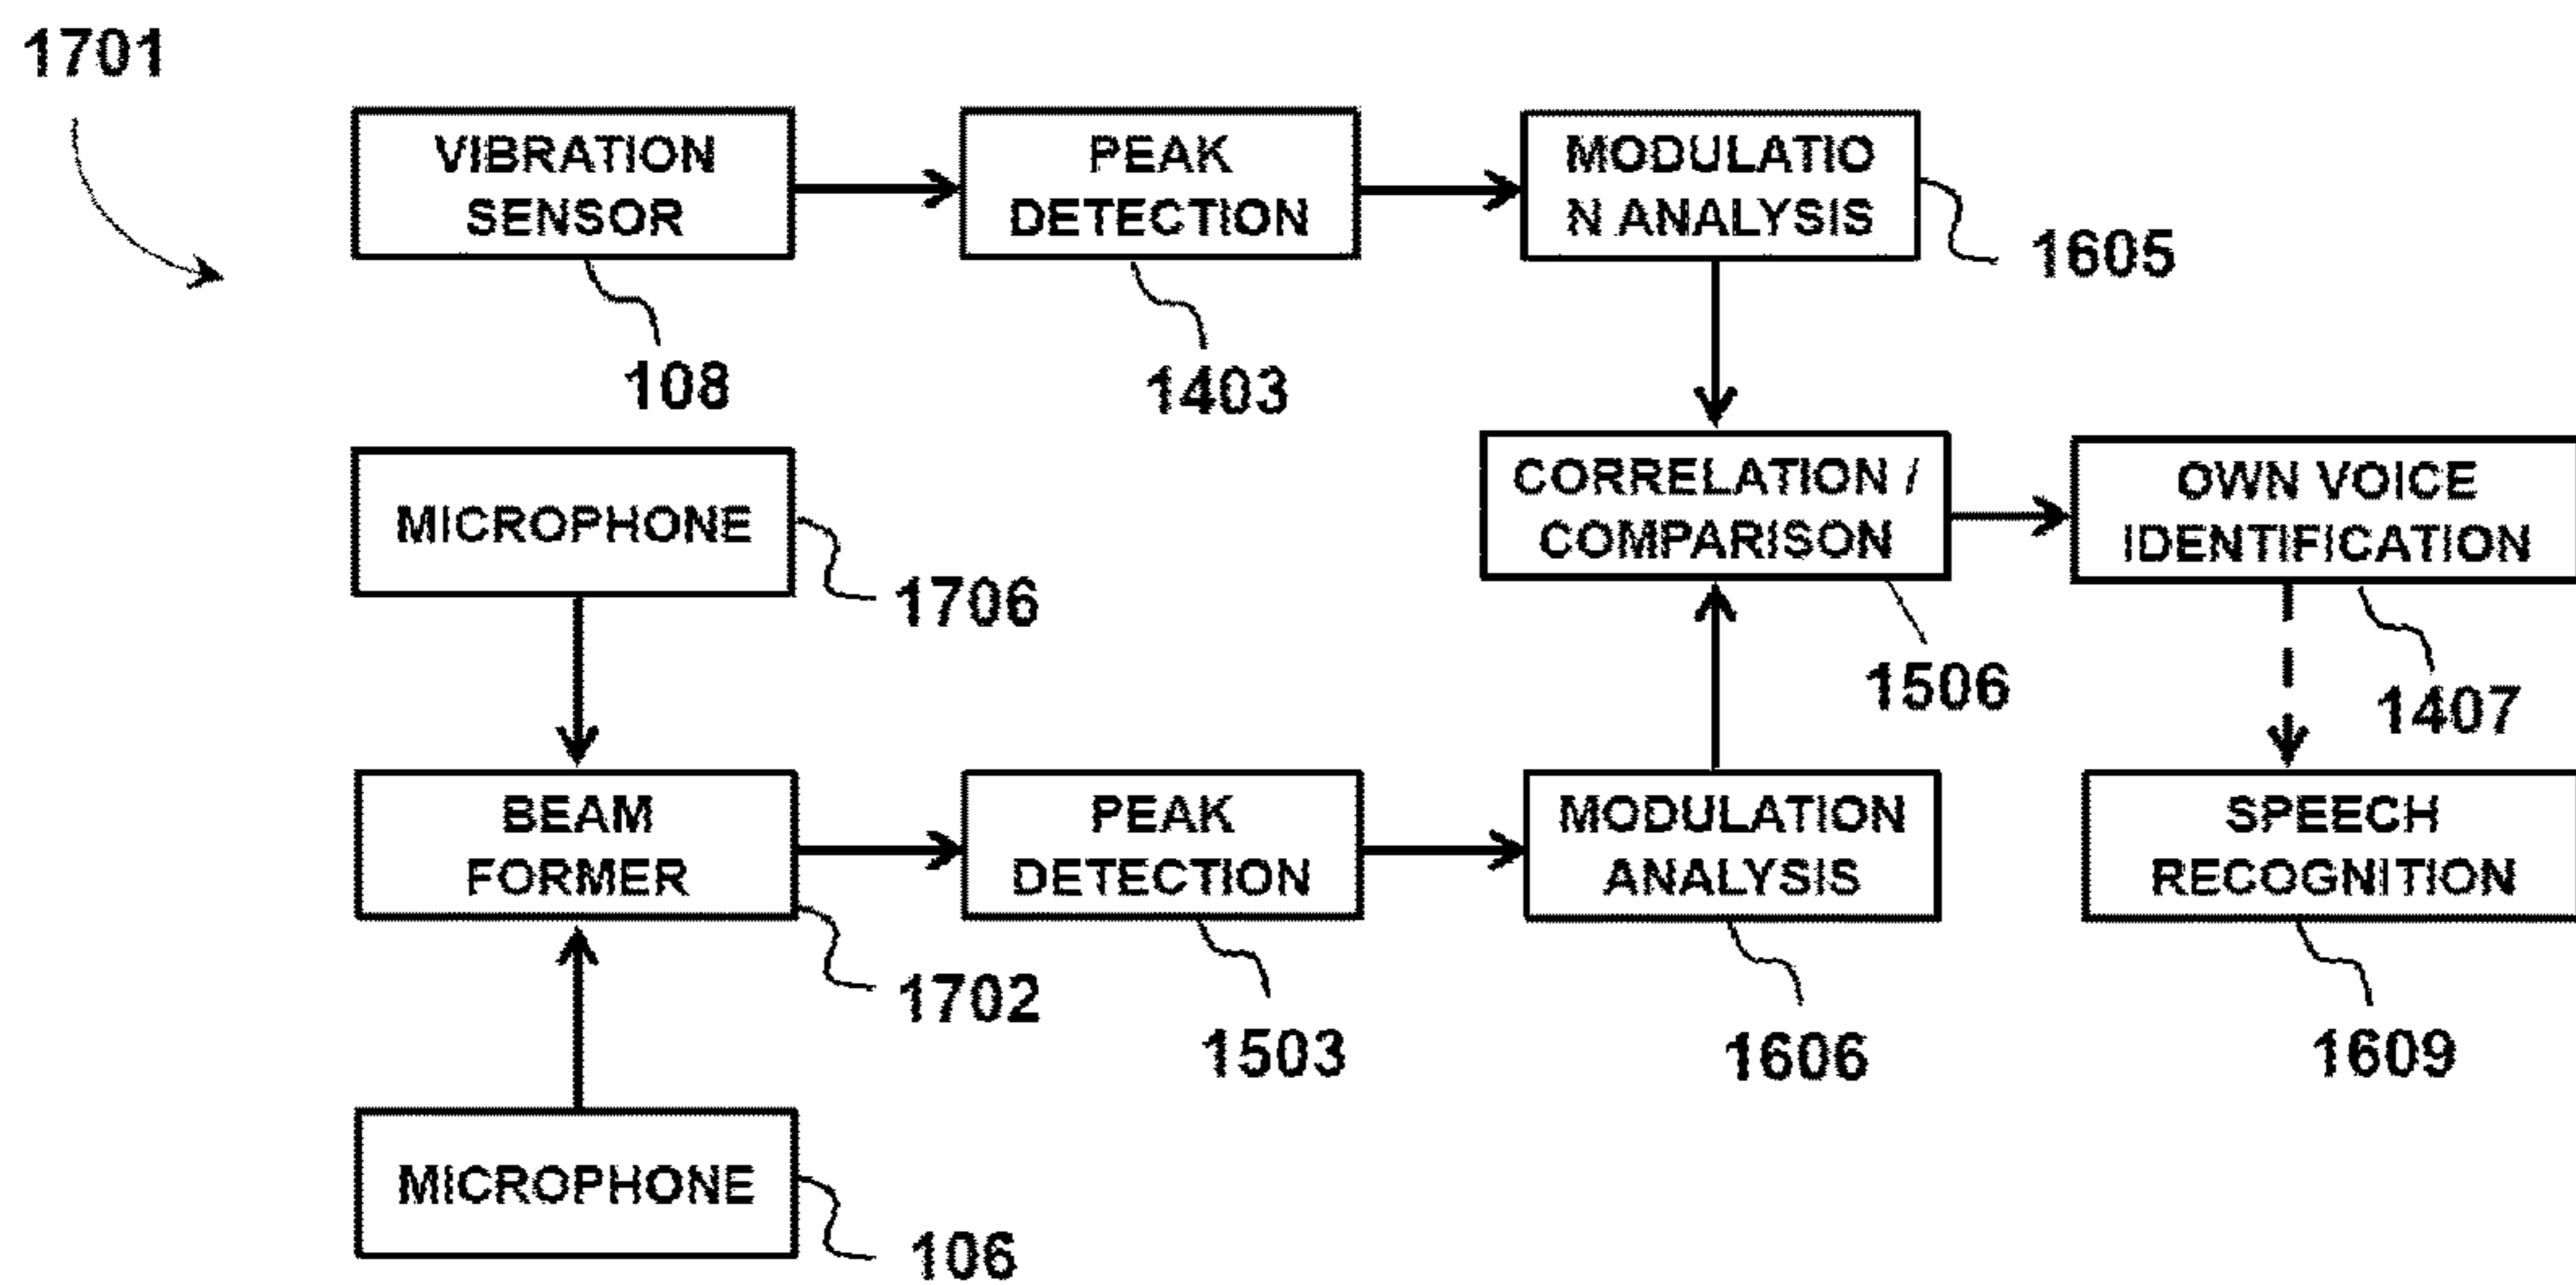 1701
VIBRATION
SENSOR
108
PEAK
DETECTION
1403
MODULATIO
N ANALYSIS
1605
MICROPHONE
1706
CORRELATION /
COMPARISON
1506
OWN VOICE
IDENTIFICATION
1407
BEAM
FORMER
1702
PEAK
DETECTION
1503
MODULATION
ANALYSIS
1606
SPEECH
RECOGNITION
1609
MICROPHONE
106